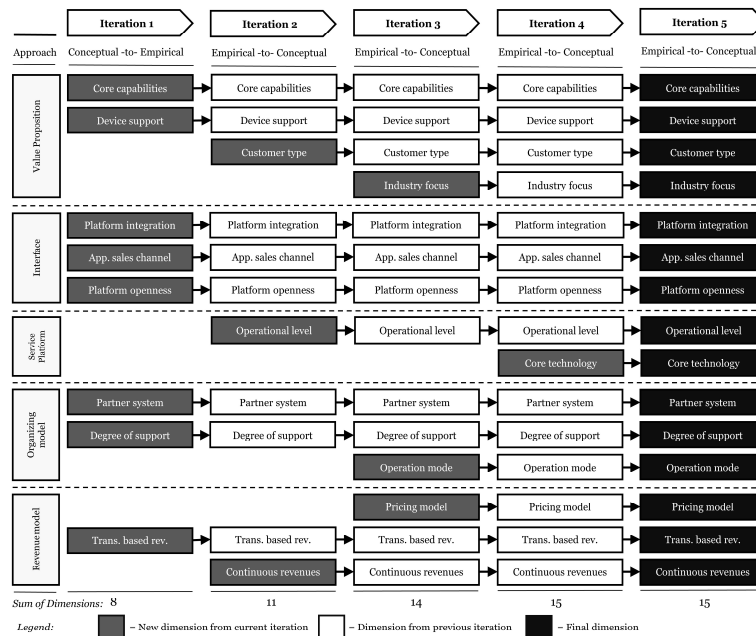 Iteration 1 Iteration 2 Iteration 3 Iteration 4 Iteration 5
Approach Conceptual -to- Empirical Empirical -to- Conceptual Empirical -to- Conceptual Empirical -to- Conceptual Empirical -to- Conceptual
Value Proposition
Core capabilities Core capabilities Core capabilities Core capabilities Core capabilities
Device support Device support Device support Device support Device support
Customer type Customer type Customer type Customer type
Industry focus Industry focus Industry focus
Interface
Platform integration Platform integration Platform integration Platform integration Platform integration
App. sales channel App. sales channel App. sales channel App. sales channel App. sales channel
Platform openness Platform openness Platform openness Platform openness Platform openness
Service
Platform
Operational level Operational level Operational level Operational level
Core technology Core technology
Organizing
model
Partner system Partner system Partner system Partner system Partner system
Degree of support Degree of support Degree of support Degree of support Degree of support
Operation mode Operation mode Operation mode
Revenue model
Pricing model Pricing model Pricing model
Trans. based rev. Trans. based rev. Trans. based rev. Trans. based rev. Trans. based rev.
Continuous revenues Continuous revenues Continuous revenues Continuous revenues
Sum of Dimensions: 8 11 14 15 15
Legend: – New dimension from current iteration – Dimension from previous iteration – Final dimension